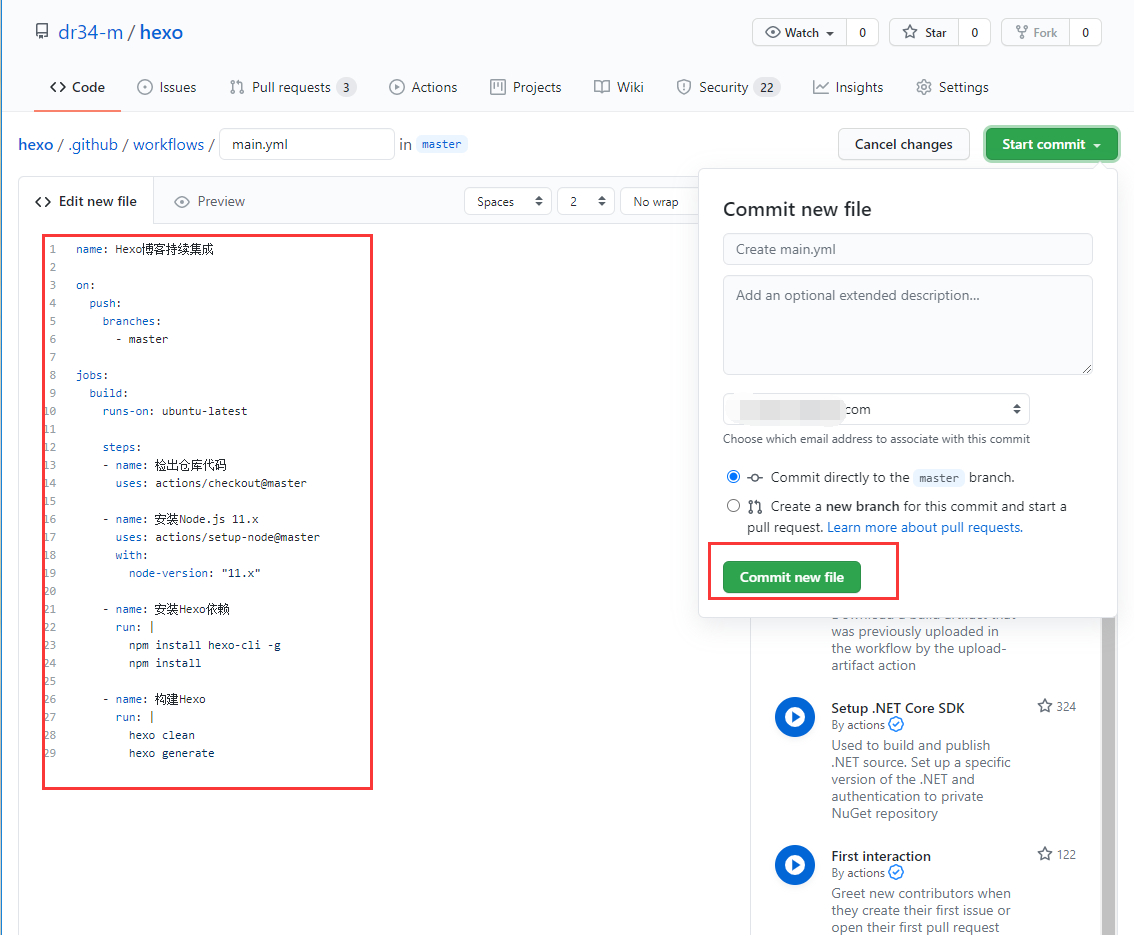 dr34-m / hexo
Watch 0 Star 0 Fork 0
Code Issues Pull requests 3 Actions Projects Wiki Security 22 Insights Settings
hexo / .github / workflows / main.yml in master
Cancel changes Start commit
Edit new file Preview
Spaces 2 No wrap
1 name: Hexo博客持续集成
2
3 on:
4 push:
5 branches:
6 - master
7
8 jobs:
9 build:
10 runs-on: ubuntu-latest
11
12 steps:
13 - name: 检出仓库代码
14 uses: actions/checkout@master
15
16 - name: 安装Node.js 11.x
17 uses: actions/setup-node@master
18 with:
19 node-version: "11.x"
20
21 - name: 安装Hexo依赖
22 run: |
23 npm install hexo-cli -g
24 npm install
25
26 - name: 构建Hexo
27 run: |
28 hexo clean
29 hexo generate
Commit new file
Create main.yml
Add an optional extended description...
com
Choose which email address to associate with this commit
Commit directly to the master branch.
Create a new branch for this commit and start a
pull request. Learn more about pull requests.
Commit new file
was previously uploaded in
the workflow by the upload-
artifact action
Setup .NET Core SDK 324
By actions
Used to build and publish
.NET source. Set up a specific
version of the .NET and
authentication to private
NuGet repository
First interaction 122
By actions
Greet new contributors when
they create their first issue or
open their first pull request